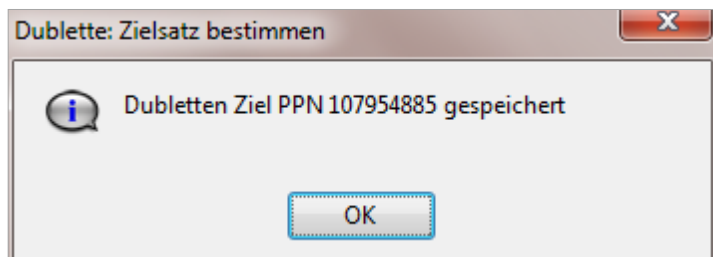 Dublette: Zielsatz bestimmen
Dubletten Ziel PPN 107954885 gespeichert
OK